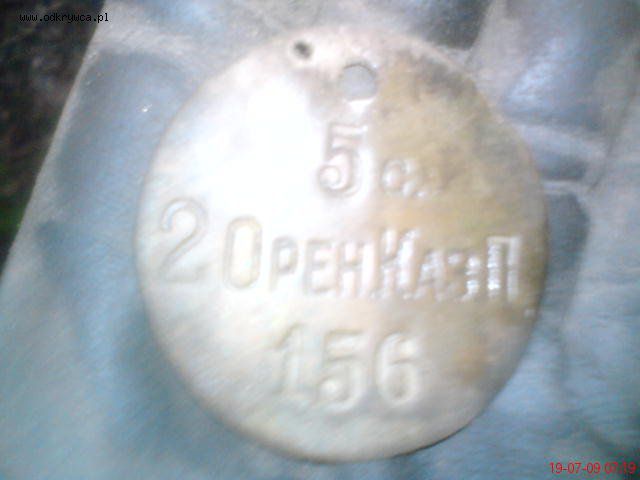 www.odkrywca.pl
5 с.
2 ОРЕН.КАЗ П
156
19-07-09 07:19